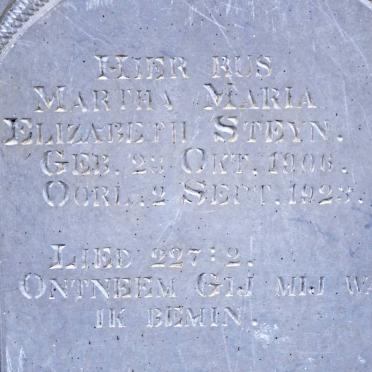 HIER RUS
MARTHA MARIA
ELIZABETH STEYN.
GEB. 28 OKT. 1906.
OORL. 2 SEPT. 1923.
LIED 227:2.
ONTNEEM GIJ MIJ W
IK BEMIN.